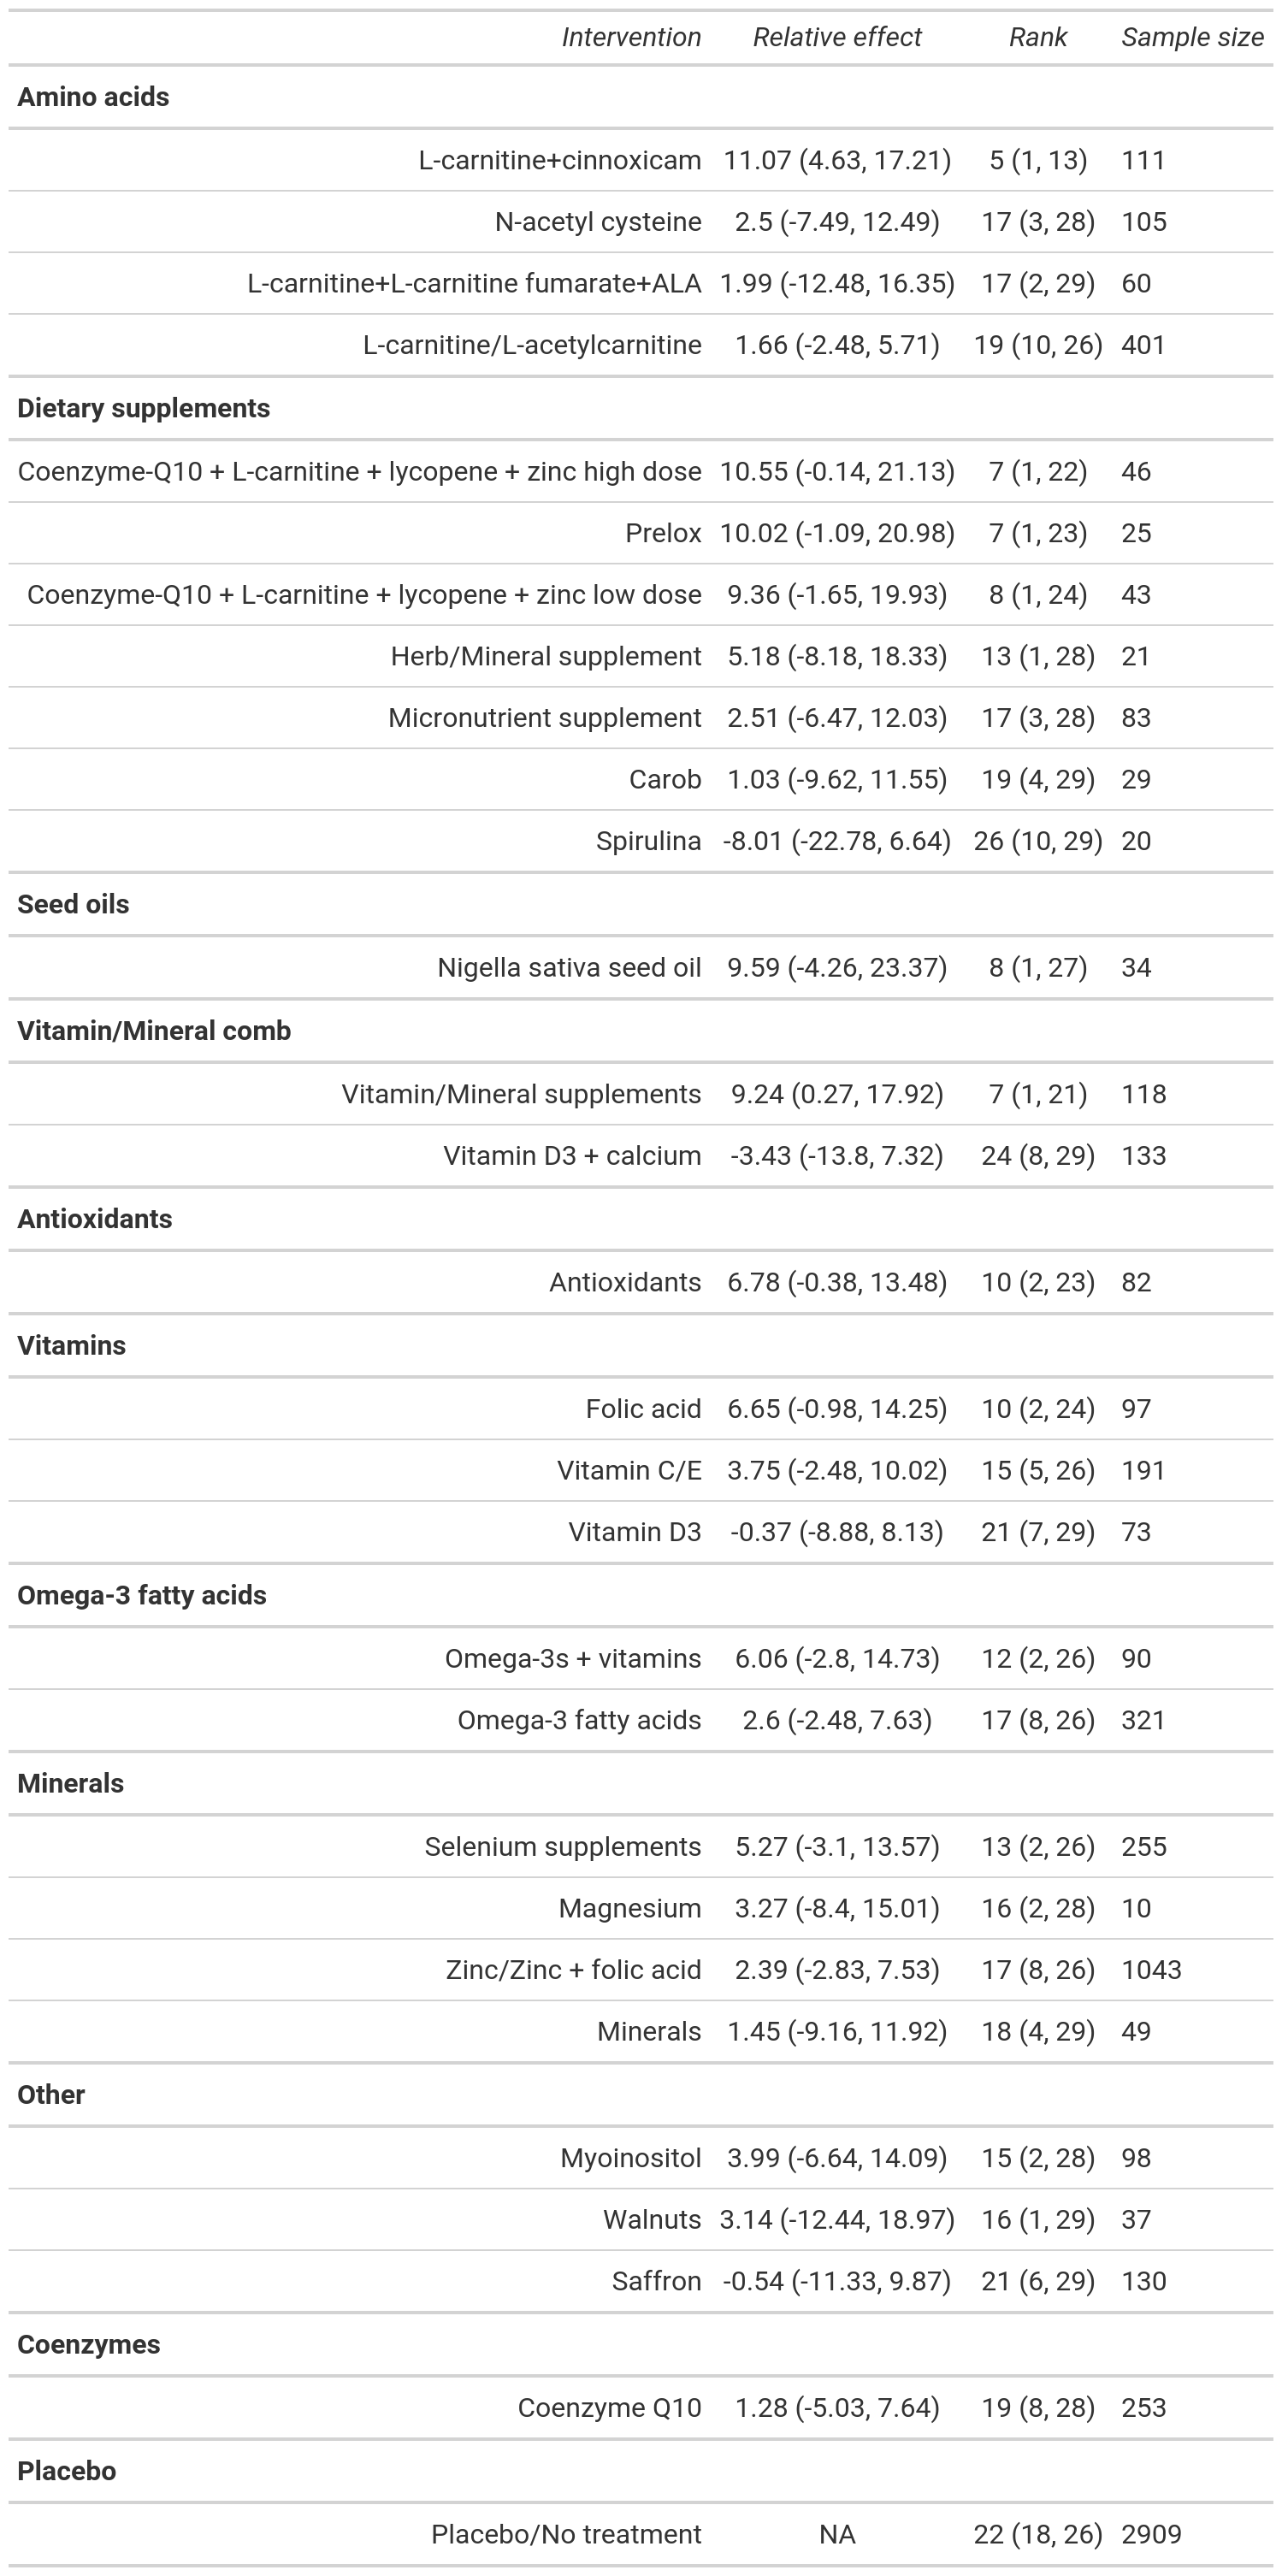 Intervention Relative effect Rank Sample size
Amino acids
L-carnitine+cinnoxicam 11.07 (4.63, 17.21) 5 (1, 13) 111
N-acetyl cysteine 2.5 (-7.49, 12.49) 17 (3, 28) 105
L-carnitine+L-carnitine fumarate+ALA 1.99 (-12.48, 16.35) 17 (2, 29) 60
L-carnitine/L-acetylcarnitine 1.66 (-2.48, 5.71) 19 (10, 26) 401
Dietary supplements
Coenzyme-Q10 + L-carnitine + lycopene + zinc high dose 10.55 (-0.14, 21.13) 7 (1, 22) 46
Prelox 10.02 (-1.09, 20.98) 7 (1, 23) 25
Coenzyme-Q10 + L-carnitine + lycopene + zinc low dose 9.36 (-1.65, 19.93) 8 (1, 24) 43
Herb/Mineral supplement 5.18 (-8.18, 18.33) 13 (1, 28) 21
Micronutrient supplement 2.51 (-6.47, 12.03) 17 (3, 28) 83
Carob 1.03 (-9.62, 11.55) 19 (4, 29) 29
Spirulina -8.01 (-22.78, 6.64) 26 (10, 29) 20
Seed oils
Nigella sativa seed oil 9.59 (-4.26, 23.37) 8 (1, 27) 34
Vitamin/Mineral comb
Vitamin/Mineral supplements 9.24 (0.27, 17.92) 7 (1, 21) 118
Vitamin D3 + calcium -3.43 (-13.8, 7.32) 24 (8, 29) 133
Antioxidants
Antioxidants 6.78 (-0.38, 13.48) 10 (2, 23) 82
Vitamins
Folic acid 6.65 (-0.98, 14.25) 10 (2, 24) 97
Vitamin C/E 3.75 (-2.48, 10.02) 15 (5, 26) 191
Vitamin D3 -0.37 (-8.88, 8.13) 21 (7, 29) 73
Omega-3 fatty acids
Omega-3s + vitamins 6.06 (-2.8, 14.73) 12 (2, 26) 90
Omega-3 fatty acids 2.6 (-2.48, 7.63) 17 (8, 26) 321
Minerals
Selenium supplements 5.27 (-3.1, 13.57) 13 (2, 26) 255
Magnesium 3.27 (-8.4, 15.01) 16 (2, 28) 10
Zinc/Zinc + folic acid 2.39 (-2.83, 7.53) 17 (8, 26) 1043
Minerals 1.45 (-9.16, 11.92) 18 (4, 29) 49
Other
Myoinositol 3.99 (-6.64, 14.09) 15 (2, 28) 98
Walnuts 3.14 (-12.44, 18.97) 16 (1, 29) 37
Saffron -0.54 (-11.33, 9.87) 21 (6, 29) 130
Coenzymes
Coenzyme Q10 1.28 (-5.03, 7.64) 19 (8, 28) 253
Placebo
Placebo/No treatment NA 22 (18, 26) 2909